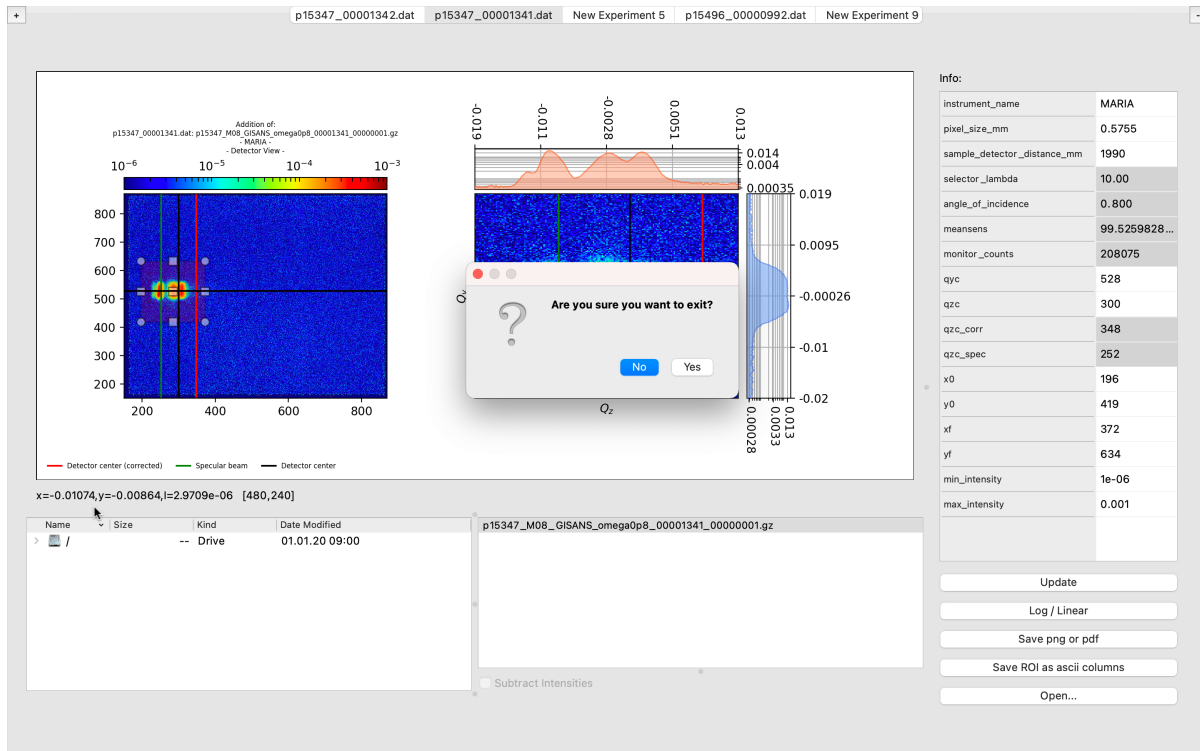 +
p15347_00001342.dat p15347_00001341.dat New Experiment 5 p15496_00000992.dat New Experiment 9
Addition of:
p15347_00001341.dat: p15347_M08_GISANS_omega0p8_00001341_00000001.gz
- MARIA -
- Detector View -
10⁻⁶ 10⁻⁵ 10⁻⁴ 10⁻³
800
700
600
500
400
300
200
200 400 600 800
Detector center (corrected) Specular beam Detector center
-0.019 -0.011 -0.0028 0.0051 0.013
0.014
0.004
0.00035
0.019
0.0095
-0.00026
-0.01
-0.02
0.00028 0.0033 0.013
Q_z
Are you sure you want to exit?
No Yes
x=-0.01074,y=-0.00864,I=2.9709e-06 [480,240]
Name Size Kind Date Modified
/ -- Drive 01.01.20 09:00
p15347_M08_GISANS_omega0p8_00001341_00000001.gz
Subtract Intensities
Info:
instrument_name MARIA
pixel_size_mm 0.5755
sample_detector_distance_mm 1990
selector_lambda 10.00
angle_of_incidence 0.800
meansens 99.5259828...
monitor_counts 208075
qyc 528
qzc 300
qzc_corr 348
qzc_spec 252
x0 196
y0 419
xf 372
yf 634
min_intensity 1e-06
max_intensity 0.001
Update
Log / Linear
Save png or pdf
Save ROI as ascii columns
Open...